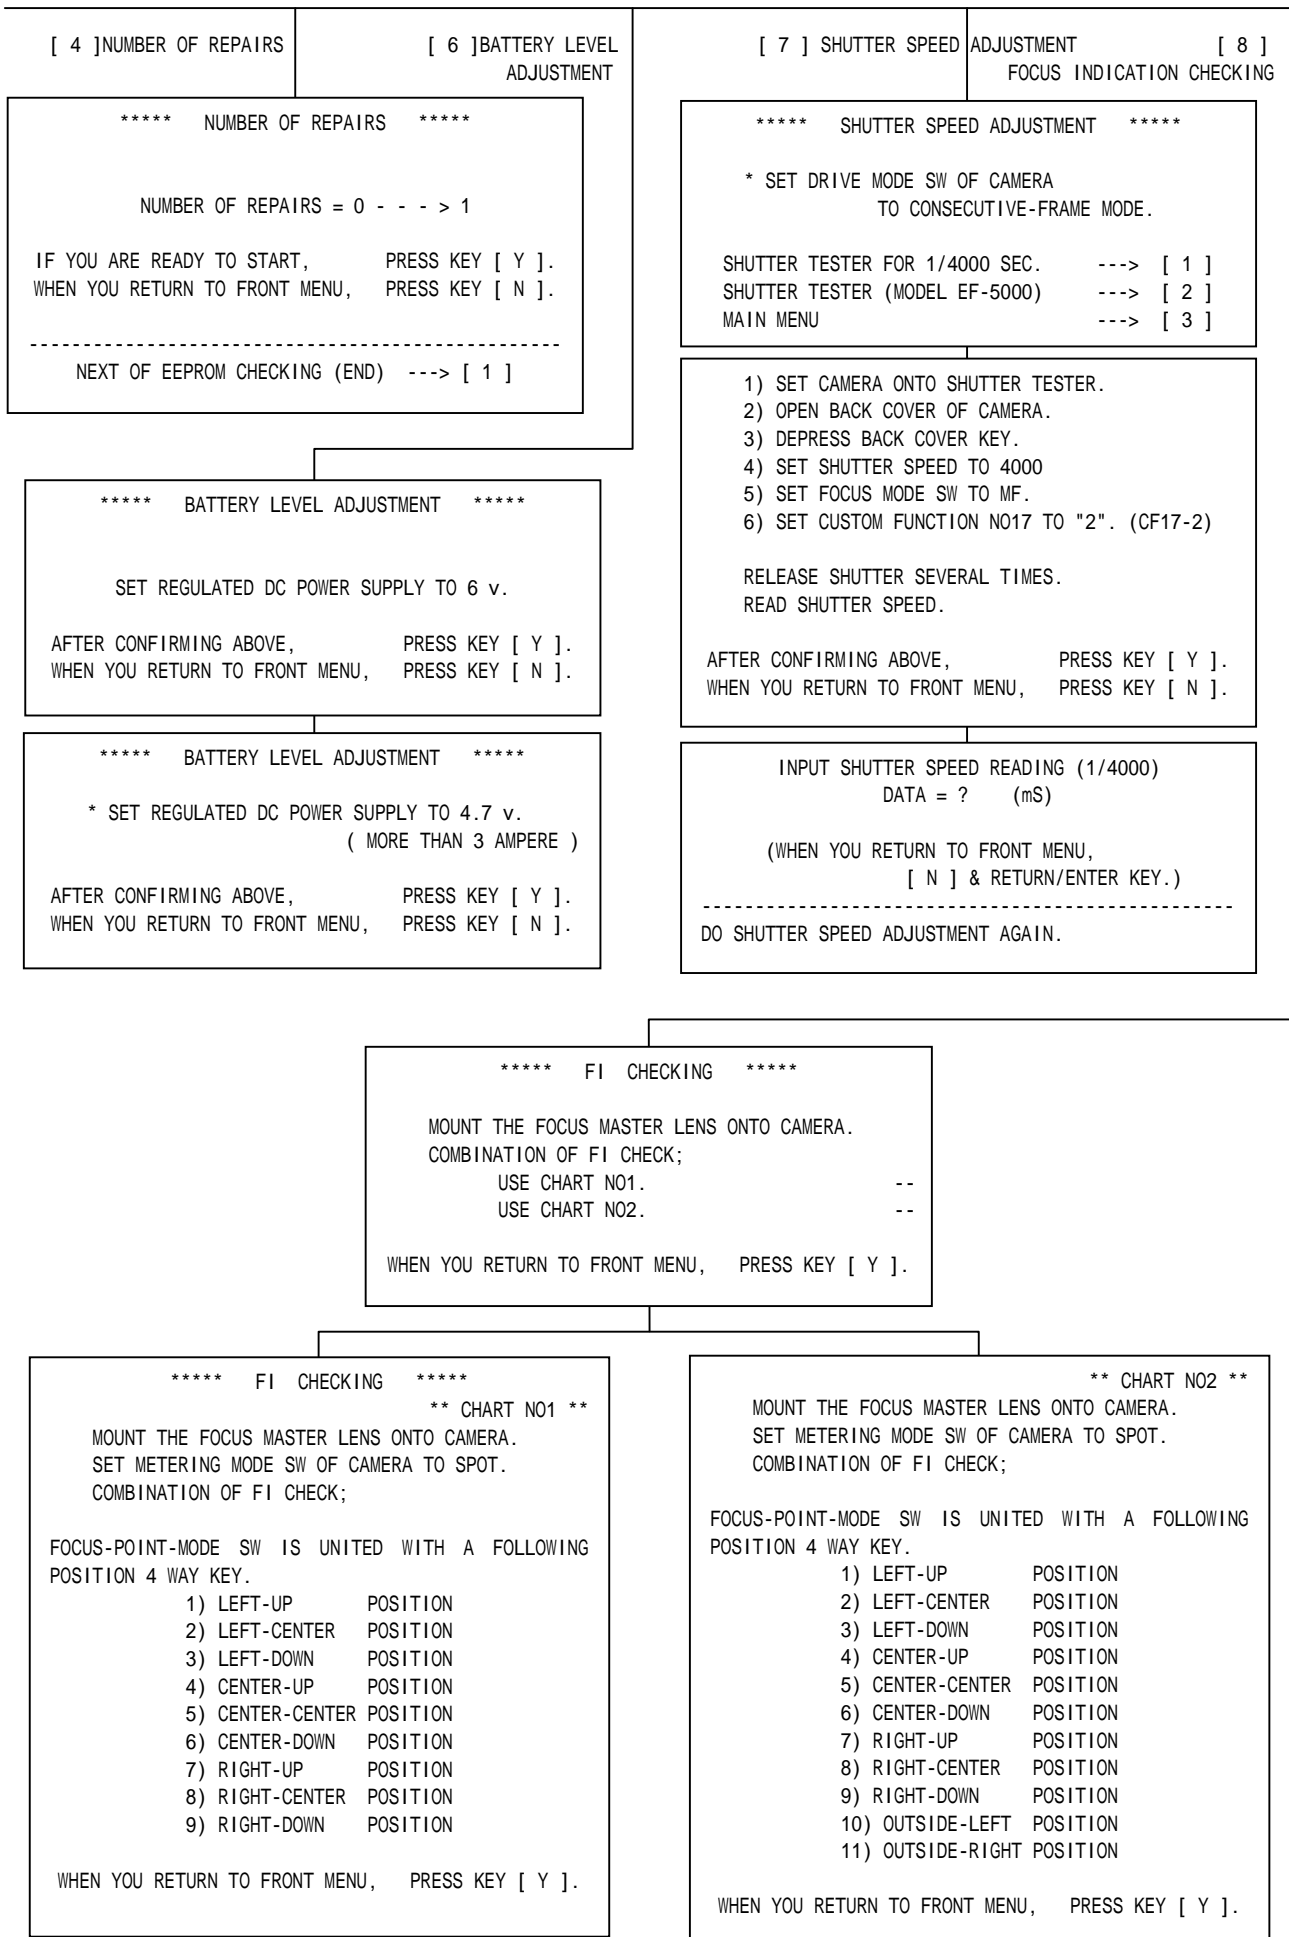 [ 4 ]NUMBER OF REPAIRS
[ 6 ]BATTERY LEVEL
ADJUSTMENT
[ 7 ] SHUTTER SPEED ADJUSTMENT
[ 8 ]
FOCUS INDICATION CHECKING
***** NUMBER OF REPAIRS *****
NUMBER OF REPAIRS = 0 - - - > 1
IF YOU ARE READY TO START, PRESS KEY [ Y ].
WHEN YOU RETURN TO FRONT MENU, PRESS KEY [ N ].
--------------------------------------------------
NEXT OF EEPROM CHECKING (END) ---> [ 1 ]
***** BATTERY LEVEL ADJUSTMENT *****
SET REGULATED DC POWER SUPPLY TO 6 v.
AFTER CONFIRMING ABOVE, PRESS KEY [ Y ].
WHEN YOU RETURN TO FRONT MENU, PRESS KEY [ N ].
***** BATTERY LEVEL ADJUSTMENT *****
* SET REGULATED DC POWER SUPPLY TO 4.7 v.
( MORE THAN 3 AMPERE )
AFTER CONFIRMING ABOVE, PRESS KEY [ Y ].
WHEN YOU RETURN TO FRONT MENU, PRESS KEY [ N ].
***** SHUTTER SPEED ADJUSTMENT *****
* SET DRIVE MODE SW OF CAMERA
TO CONSECUTIVE-FRAME MODE.
SHUTTER TESTER FOR 1/4000 SEC. ---> [ 1 ]
SHUTTER TESTER (MODEL EF-5000) ---> [ 2 ]
MAIN MENU ---> [ 3 ]
1) SET CAMERA ONTO SHUTTER TESTER.
2) OPEN BACK COVER OF CAMERA.
3) DEPRESS BACK COVER KEY.
4) SET SHUTTER SPEED TO 4000
5) SET FOCUS MODE SW TO MF.
6) SET CUSTOM FUNCTION NO17 TO "2". (CF17-2)
RELEASE SHUTTER SEVERAL TIMES.
READ SHUTTER SPEED.
AFTER CONFIRMING ABOVE, PRESS KEY [ Y ].
WHEN YOU RETURN TO FRONT MENU, PRESS KEY [ N ].
INPUT SHUTTER SPEED READING (1/4000)
DATA = ? (mS)
(WHEN YOU RETURN TO FRONT MENU,
[ N ] & RETURN/ENTER KEY.)
--------------------------------------------------
DO SHUTTER SPEED ADJUSTMENT AGAIN.
***** FI CHECKING *****
MOUNT THE FOCUS MASTER LENS ONTO CAMERA.
COMBINATION OF FI CHECK;
USE CHART NO1. --
USE CHART NO2. --
WHEN YOU RETURN TO FRONT MENU, PRESS KEY [ Y ].
***** FI CHECKING *****
** CHART NO1 **
MOUNT THE FOCUS MASTER LENS ONTO CAMERA.
SET METERING MODE SW OF CAMERA TO SPOT.
COMBINATION OF FI CHECK;
FOCUS-POINT-MODE SW IS UNITED WITH A FOLLOWING
POSITION 4 WAY KEY.
1) LEFT-UP POSITION
2) LEFT-CENTER POSITION
3) LEFT-DOWN POSITION
4) CENTER-UP POSITION
5) CENTER-CENTER POSITION
6) CENTER-DOWN POSITION
7) RIGHT-UP POSITION
8) RIGHT-CENTER POSITION
9) RIGHT-DOWN POSITION
WHEN YOU RETURN TO FRONT MENU, PRESS KEY [ Y ].
** CHART NO2 **
MOUNT THE FOCUS MASTER LENS ONTO CAMERA.
SET METERING MODE SW OF CAMERA TO SPOT.
COMBINATION OF FI CHECK;
FOCUS-POINT-MODE SW IS UNITED WITH A FOLLOWING
POSITION 4 WAY KEY.
1) LEFT-UP POSITION
2) LEFT-CENTER POSITION
3) LEFT-DOWN POSITION
4) CENTER-UP POSITION
5) CENTER-CENTER POSITION
6) CENTER-DOWN POSITION
7) RIGHT-UP POSITION
8) RIGHT-CENTER POSITION
9) RIGHT-DOWN POSITION
10) OUTSIDE-LEFT POSITION
11) OUTSIDE-RIGHT POSITION
WHEN YOU RETURN TO FRONT MENU, PRESS KEY [ Y ].